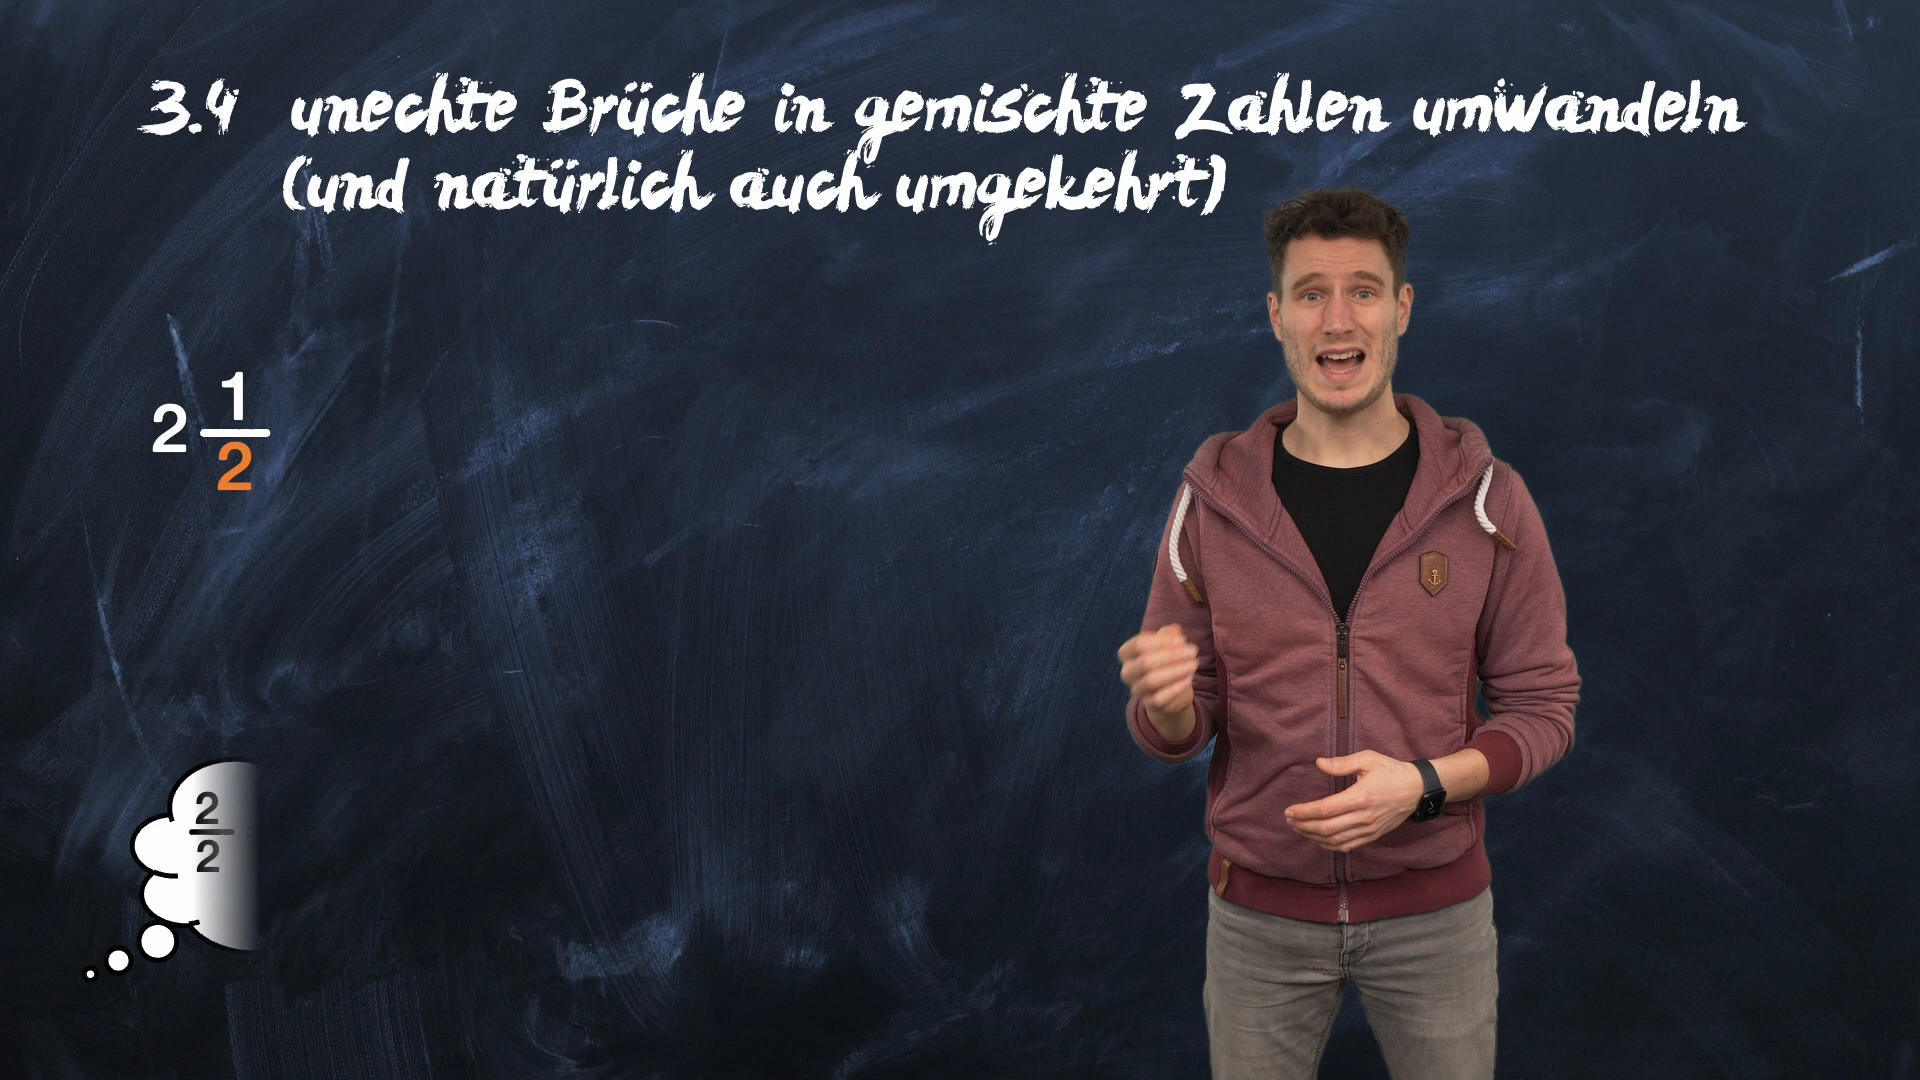 3.4 unechte Brüche in gemischte Zahlen umwandeln
(und natürlich auch umgekehrt)
2 1/2
2/2